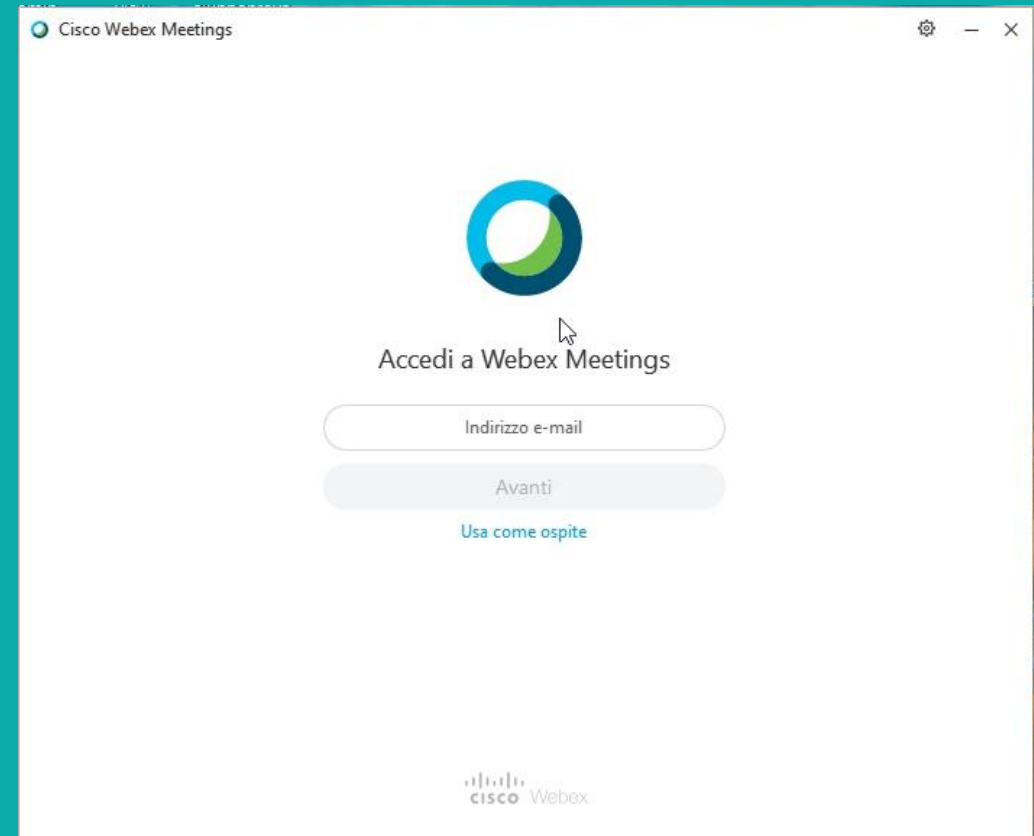 Cisco Webex Meetings
Accedi a Webex Meetings
Indirizzo e-mail
Avanti
Usa come ospite
CISCO Webex